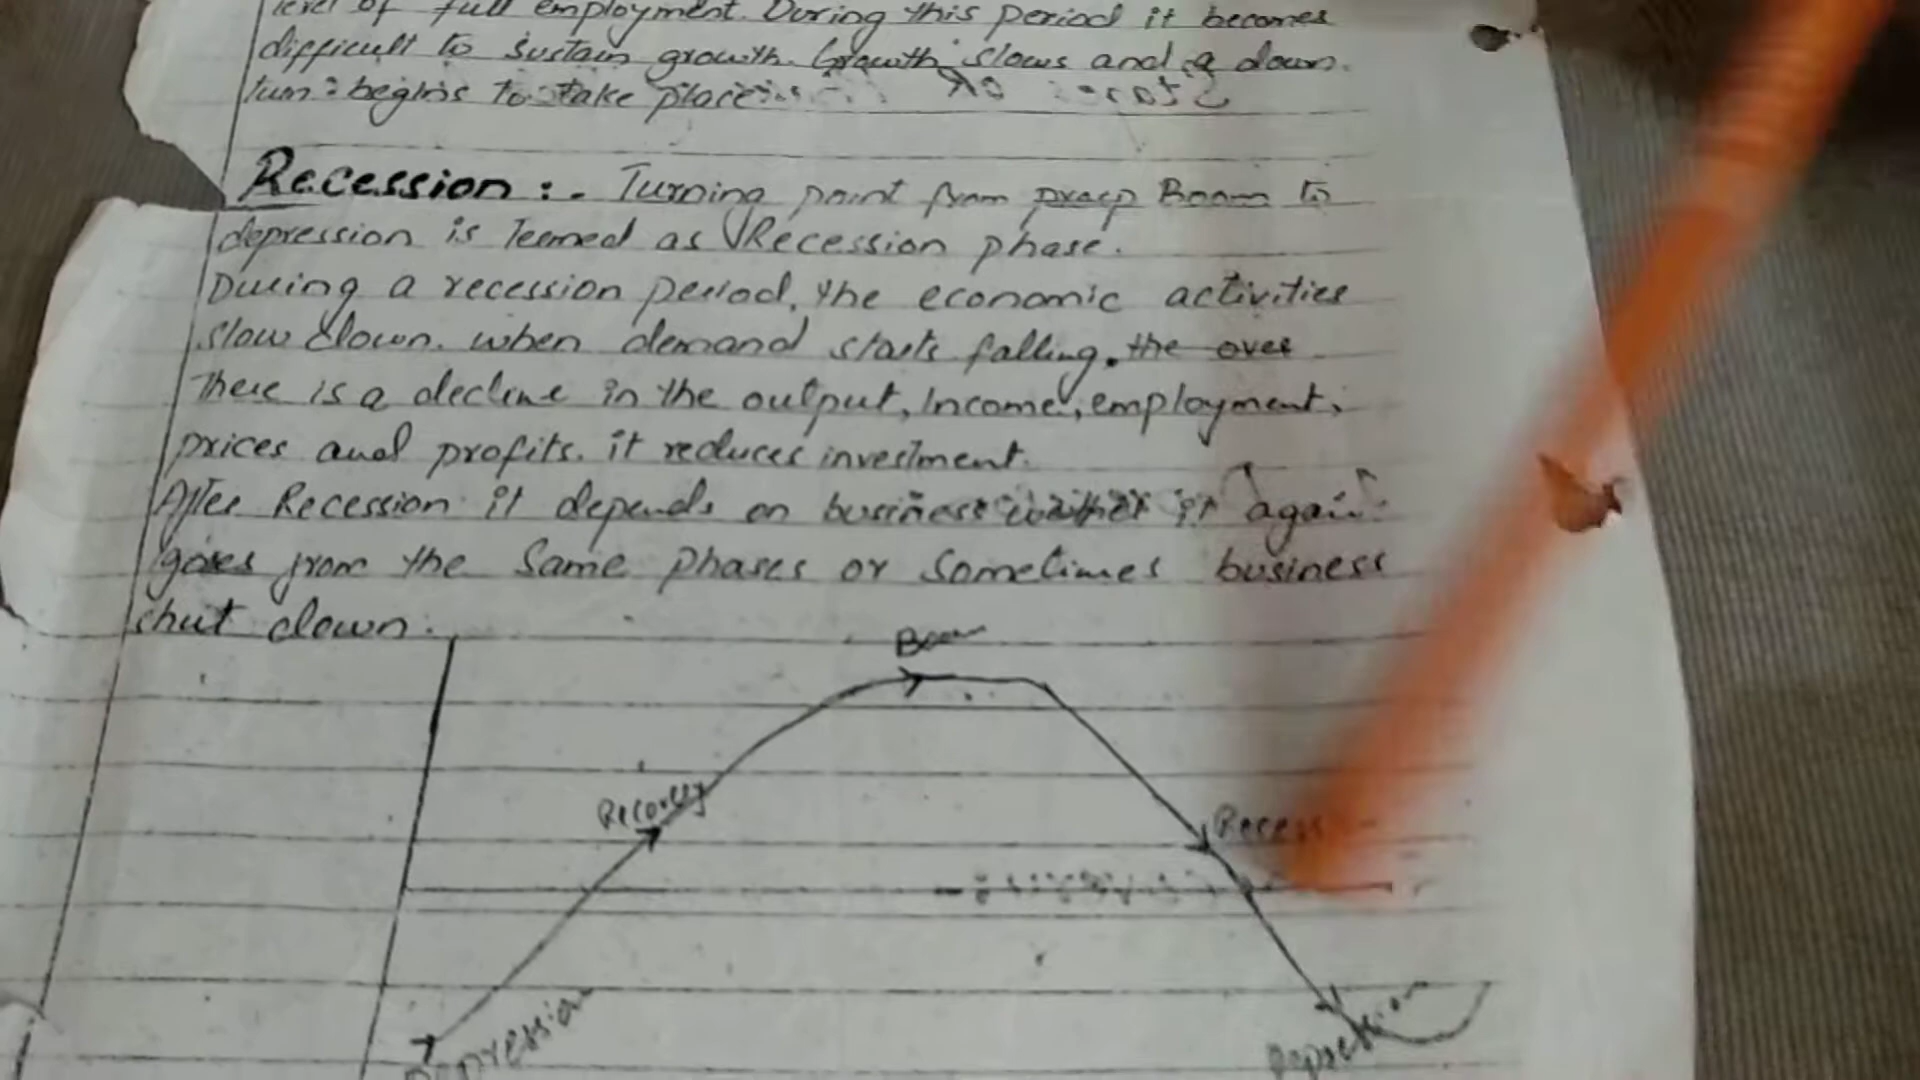 level of full employment. During this period it becomes
difficult to sustain growth. Growth slows and a down.
turn begins to take place
Recession :- Turning point from Boom to
depression is Teemed as Recession phase.
During a recession period, the economic activities
slow down. when demand starts falling. the over
There is a decline in the output, Income, employment,
prices and profits. it reduces investment.
After Recession it depends on business it again
goes from the same phases or sometimes business
shut down.
Boom
Recovery
Depression
Depression